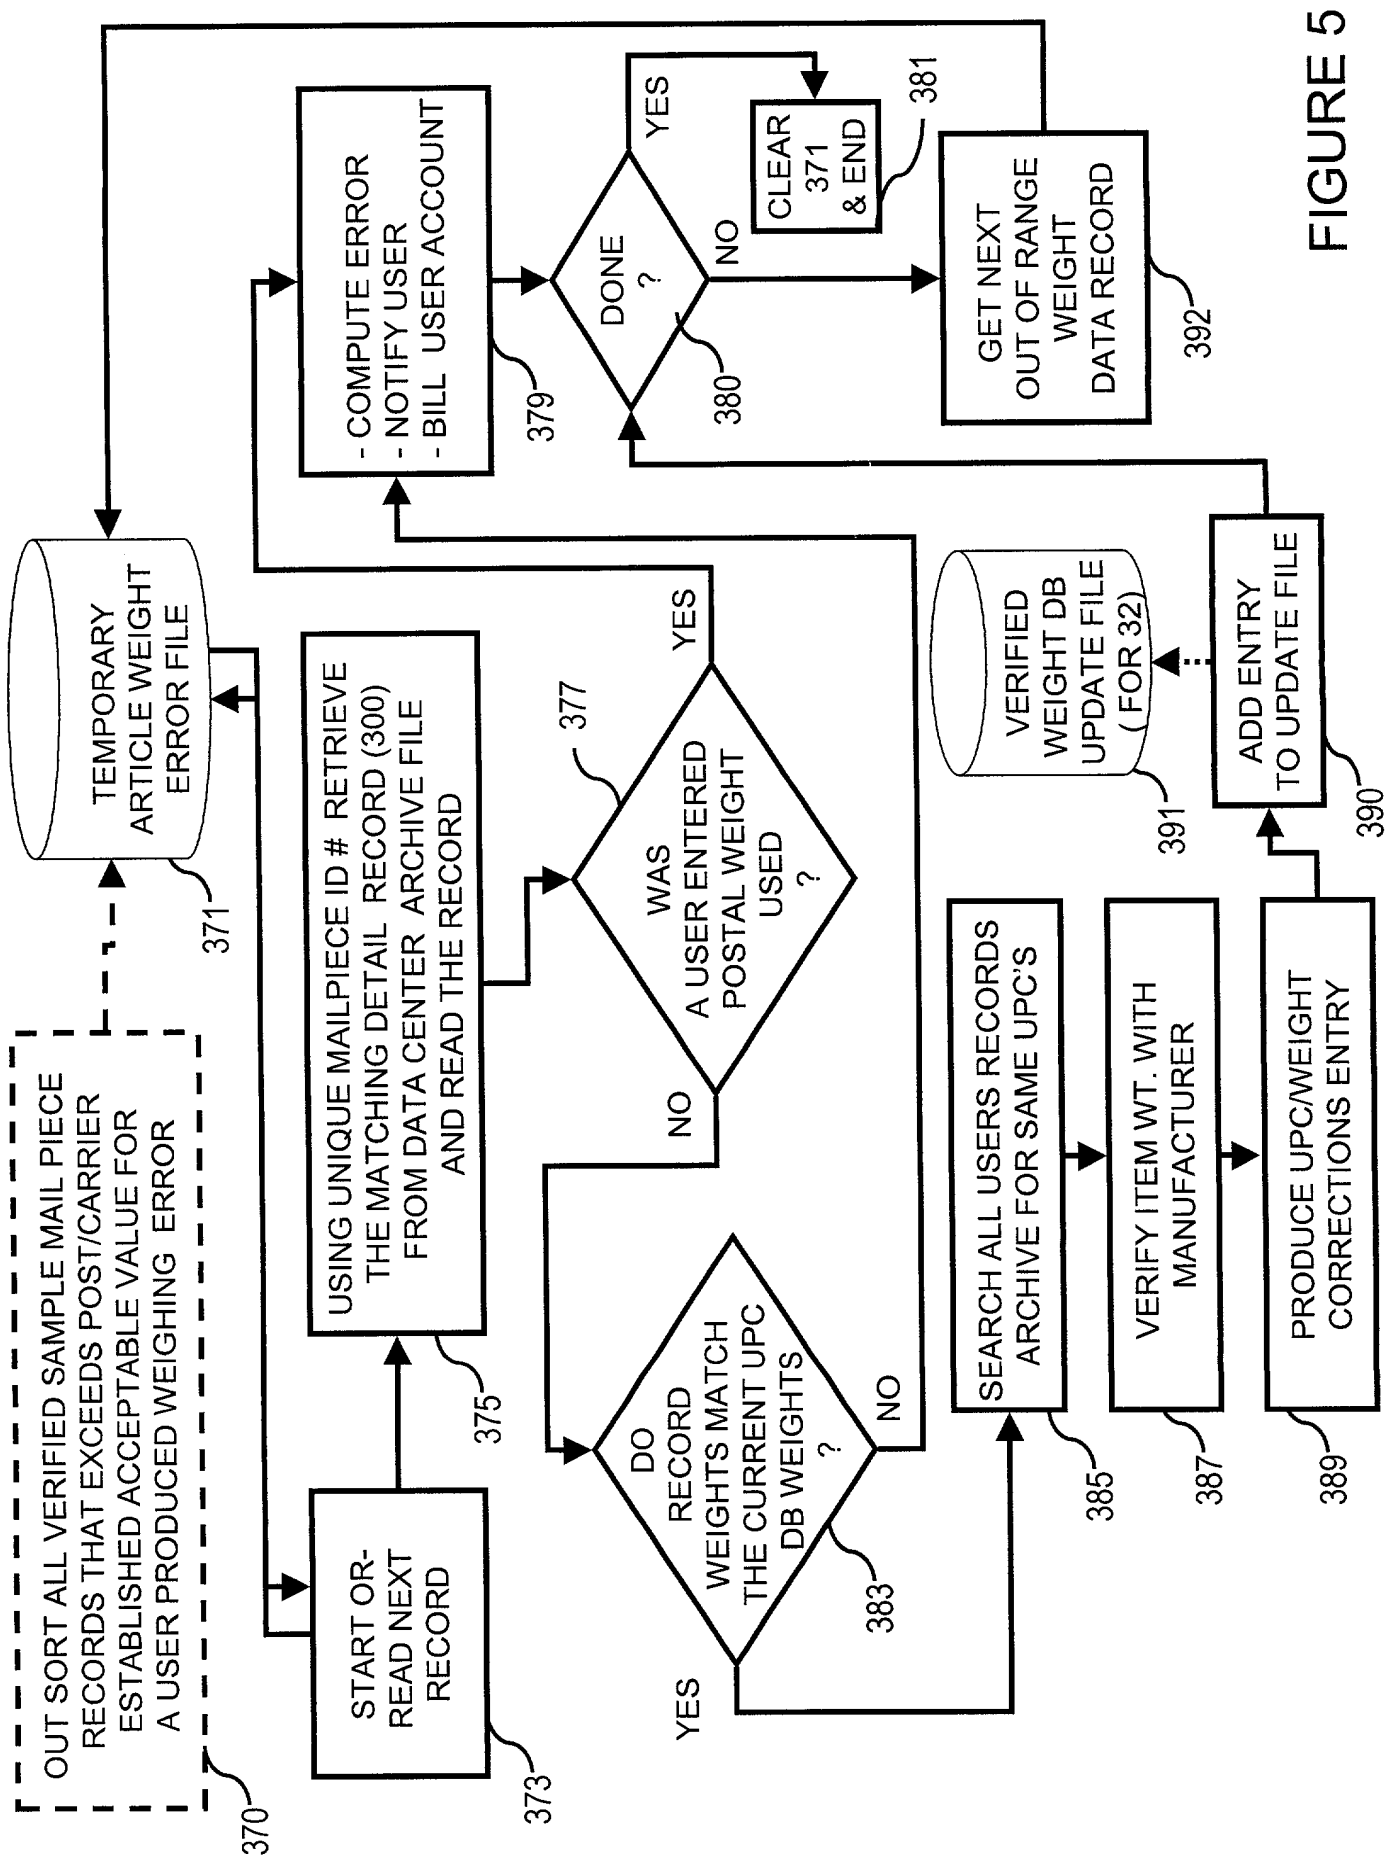 OUT SORT ALL VERIFIED SAMPLE MAIL PIECE
RECORDS THAT EXCEEDS POST/CARRIER
ESTABLISHED ACCEPTABLE VALUE FOR
A USER PRODUCED WEIGHING ERROR
370
TEMPORARY
ARTICLE WEIGHT
ERROR FILE
371
START OR-
READ NEXT
RECORD
373
USING UNIQUE MAILPIECE ID # RETRIEVE
THE MATCHING DETAIL RECORD (300)
FROM DATA CENTER ARCHIVE FILE
AND READ THE RECORD
375
- COMPUTE ERROR
- NOTIFY USER
- BILL USER ACCOUNT
379
WAS
A USER ENTERED
POSTAL WEIGHT
USED
?
377
YES
NO
DONE
?
380
YES
NO
CLEAR
371
& END
381
DO
RECORD
WEIGHTS MATCH
THE CURRENT UPC
DB WEIGHTS
?
383
YES
NO
GET NEXT
OUT OF RANGE
WEIGHT
DATA RECORD
392
SEARCH ALL USERS RECORDS
ARCHIVE FOR SAME UPC'S
385
VERIFY ITEM WT. WITH
MANUFACTURER
387
PRODUCE UPC/WEIGHT
CORRECTIONS ENTRY
389
VERIFIED
WEIGHT DB
UPDATE FILE
( FOR 32)
391
ADD ENTRY
TO UPDATE FILE
390
FIGURE 5